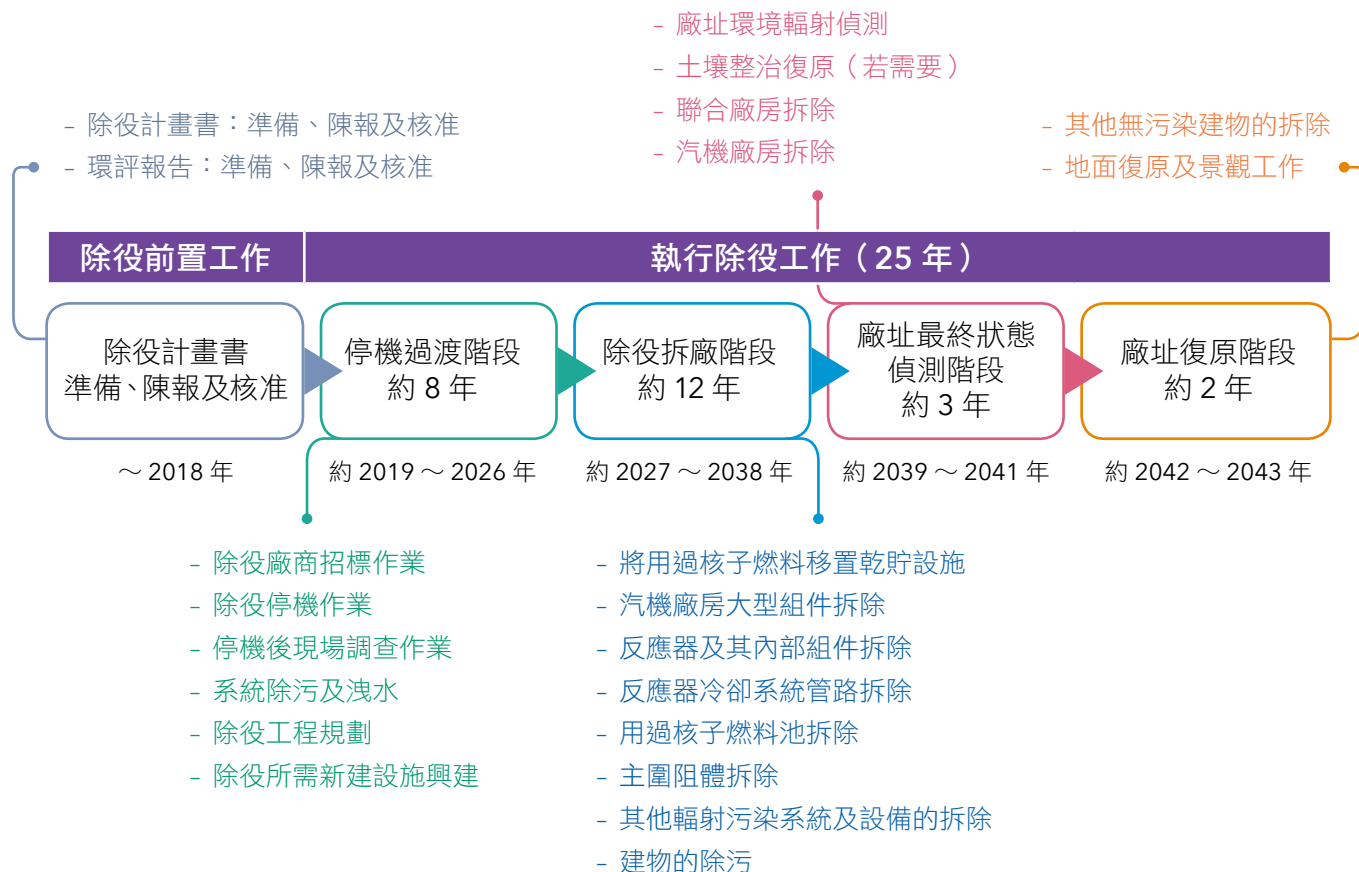 – 廠址環境輻射偵測
– 土壤整治復原（若需要）
– 聯合廠房拆除
– 汽機廠房拆除
– 除役計畫書：準備、陳報及核准
– 環評報告：準備、陳報及核准
– 其他無污染建物的拆除
– 地面復原及景觀工作
除役前置工作
執行除役工作（25 年）
除役計畫書
準備、陳報及核准
停機過渡階段
約 8 年
除役拆廠階段
約 12 年
廠址最終狀態
偵測階段
約 3 年
廠址復原階段
約 2 年
～ 2018 年
約 2019 ～ 2026 年
約 2027 ～ 2038 年
約 2039 ～ 2041 年
約 2042 ～ 2043 年
– 除役廠商招標作業
– 除役停機作業
– 停機後現場調查作業
– 系統除污及洩水
– 除役工程規劃
– 除役所需新建設施興建
– 將用過核子燃料移置乾貯設施
– 汽機廠房大型組件拆除
– 反應器及其內部組件拆除
– 反應器冷卻系統管路拆除
– 用過核子燃料池拆除
– 主圍阻體拆除
– 其他輻射污染系統及設備的拆除
– 建物的除污